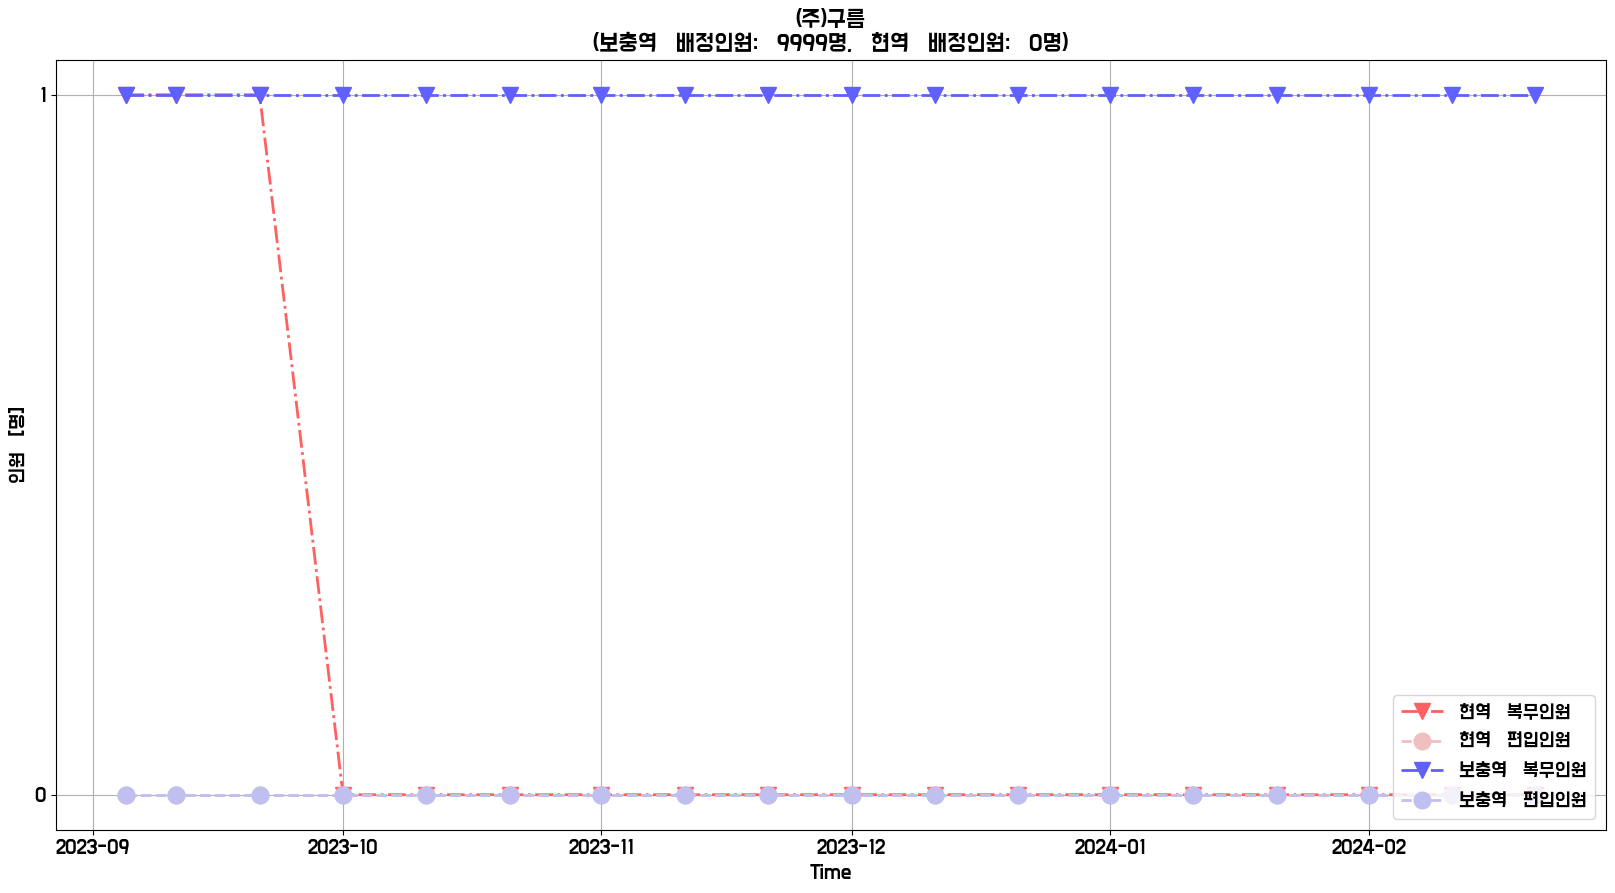 (주)구름
(보충역 배정인원: 9999명, 현역 배정인원: 0명)
인원 [명]
1
0
2023-09 2023-10 2023-11 2023-12 2024-01 2024-02
Time
현역 복무인원
현역 편입인원
보충역 복무인원
보충역 편입인원